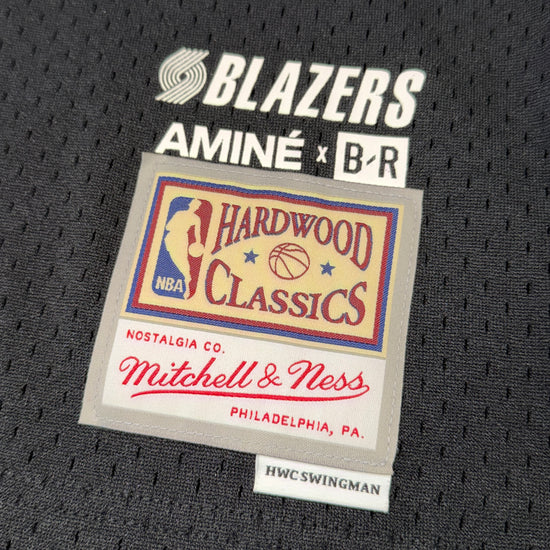 BLAZERS
AMINÉ x B-R
HARDWOOD
CLASSICS
NBA
NOSTALGIA CO.
Mitchell & Ness
PHILADELPHIA, PA.
HWC SWINGMAN